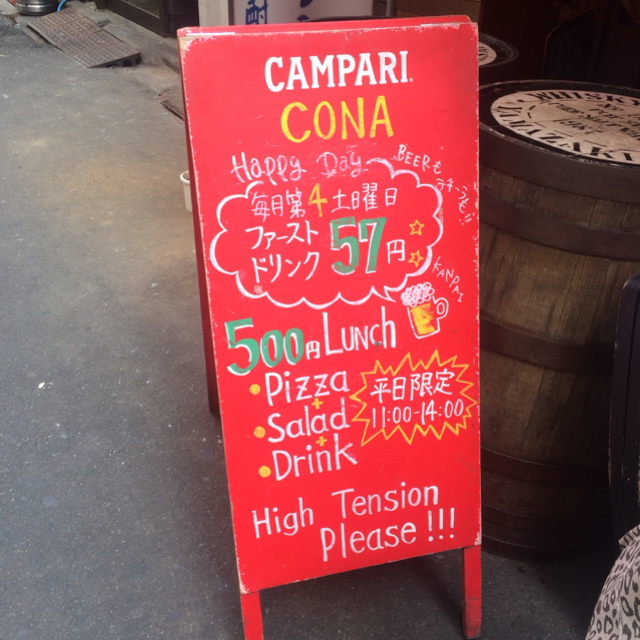 CAMPARI
CONA
Happy Day
BEERも
毎月第4土曜日
ファースト
ドリンク 57円
KANPAI
500円 LUNCH
• Pizza
+
• Salad
+
• Drink
平日限定
11:00-14:00
High Tension
Please!!!
WHISKY